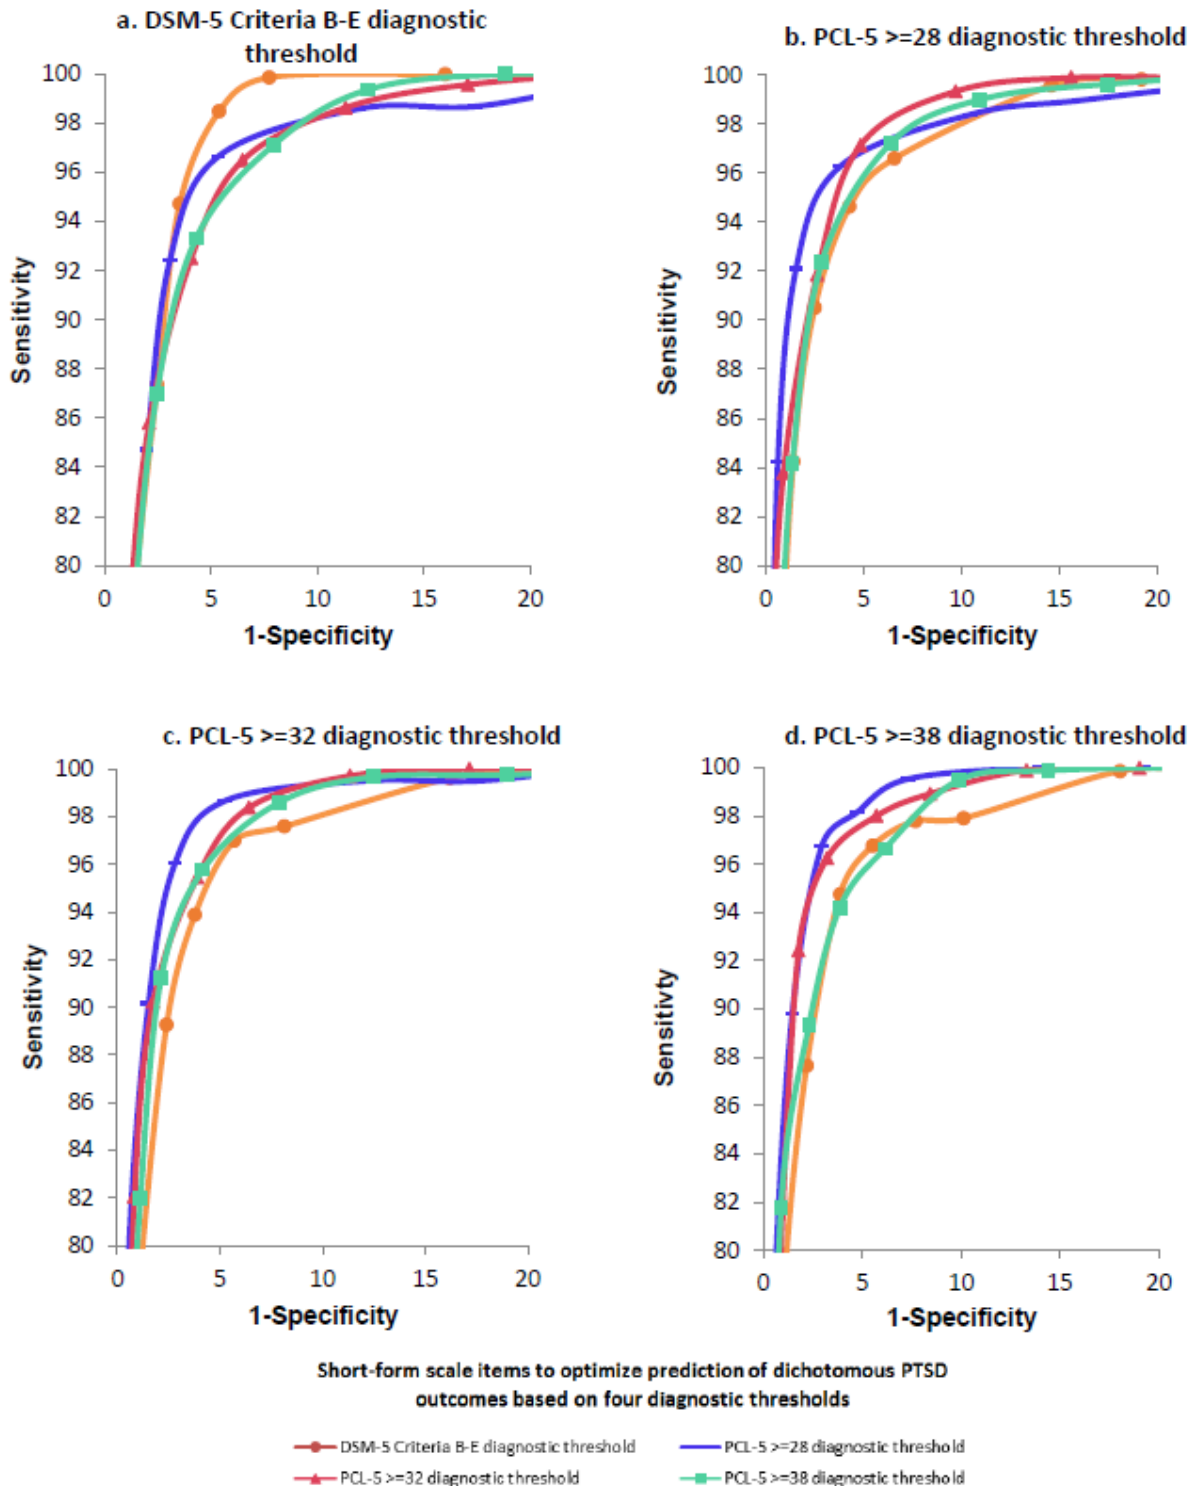 a. DSM-5 Criteria B-E diagnostic
threshold
100
98
96
94
92
90
88
86
84
82
80
Sensitivity
0 5 10 15 20
1-Specificity
b. PCL-5 >=28 diagnostic threshold
100
98
96
94
92
90
88
86
84
82
80
Sensitivity
0 5 10 15 20
1-Specificity
c. PCL-5 >=32 diagnostic threshold
100
98
96
94
92
90
88
86
84
82
80
Sensitivity
0 5 10 15 20
1-Specificity
d. PCL-5 >=38 diagnostic threshold
100
98
96
94
92
90
88
86
84
82
80
Sensitivty
0 5 10 15 20
1-Specificity
Short-form scale items to optimize prediction of dichotomous PTSD
outcomes based on four diagnostic thresholds
DSM-5 Criteria B-E diagnostic threshold
PCL-5 >=28 diagnostic threshold
PCL-5 >=32 diagnostic threshold
PCL-5 >=38 diagnostic threshold